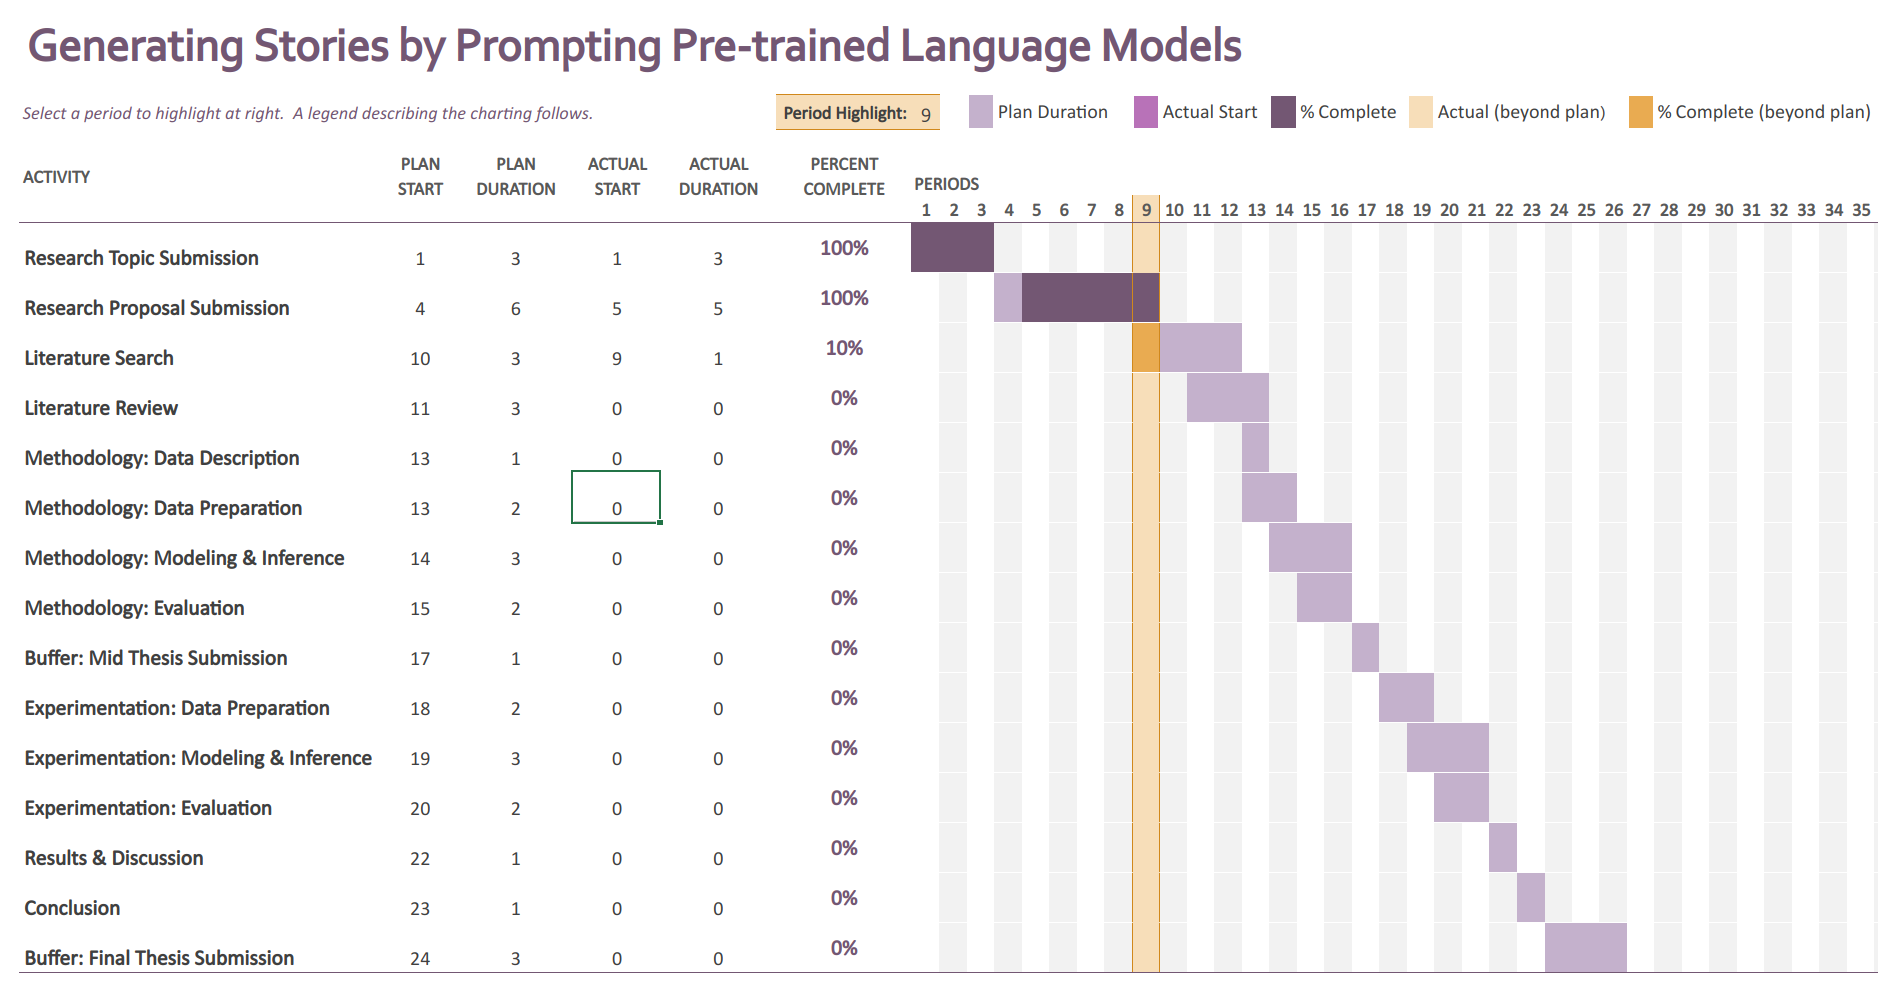 Generating Stories by Prompting Pre-trained Language Models
Select a period to highlight at right.  A legend describing the charting follows.
Period Highlight: 9
Plan Duration
Actual Start
% Complete
Actual (beyond plan)
% Complete (beyond plan)
ACTIVITY
PLAN START
PLAN DURATION
ACTUAL START
ACTUAL DURATION
PERCENT COMPLETE
PERIODS
1 2 3 4 5 6 7 8 9 10 11 12 13 14 15 16 17 18 19 20 21 22 23 24 25 26 27 28 29 30 31 32 33 34 35
Research Topic Submission 1 3 1 3 100%
Research Proposal Submission 4 6 5 5 100%
Literature Search 10 3 9 1 10%
Literature Review 11 3 0 0 0%
Methodology: Data Description 13 1 0 0 0%
Methodology: Data Preparation 13 2 0 0 0%
Methodology: Modeling & Inference 14 3 0 0 0%
Methodology: Evaluation 15 2 0 0 0%
Buffer: Mid Thesis Submission 17 1 0 0 0%
Experimentation: Data Preparation 18 2 0 0 0%
Experimentation: Modeling & Inference 19 3 0 0 0%
Experimentation: Evaluation 20 2 0 0 0%
Results & Discussion 22 1 0 0 0%
Conclusion 23 1 0 0 0%
Buffer: Final Thesis Submission 24 3 0 0 0%